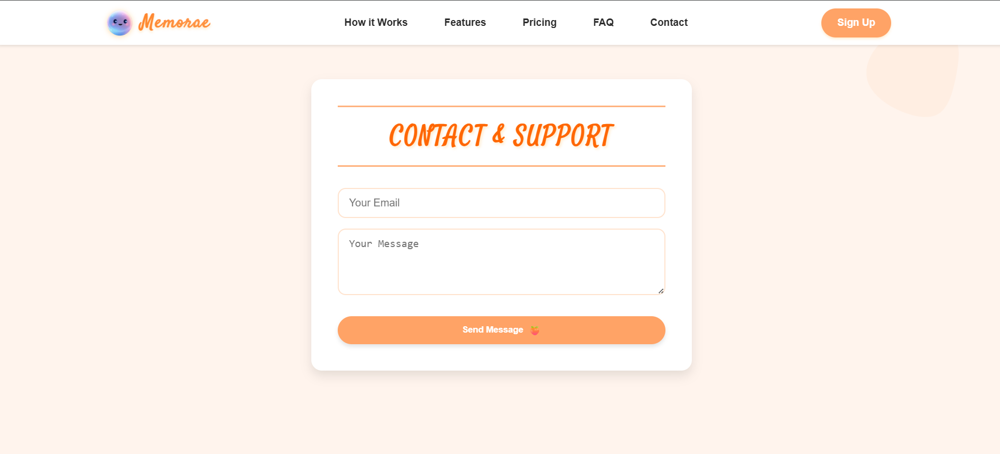 Memorae
How it Works
Features
Pricing
FAQ
Contact
Sign Up
CONTACT & SUPPORT
Your Email
Your Message
Send Message 🍑